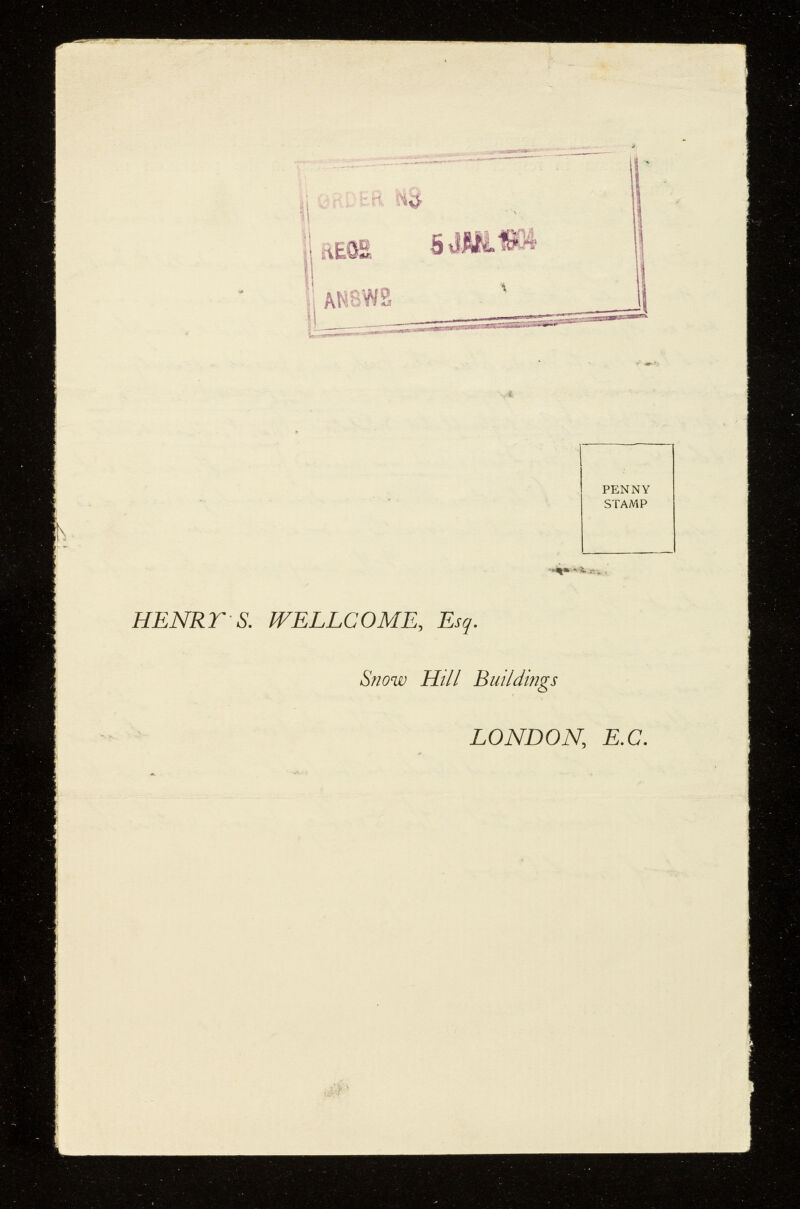 ORDER No
RECD 5 JAN. 1904
ANSWD
PENNY
STAMP
HENRY S. WELLCOME, Esq.
Snow Hill Buildings
LONDON, E.C.